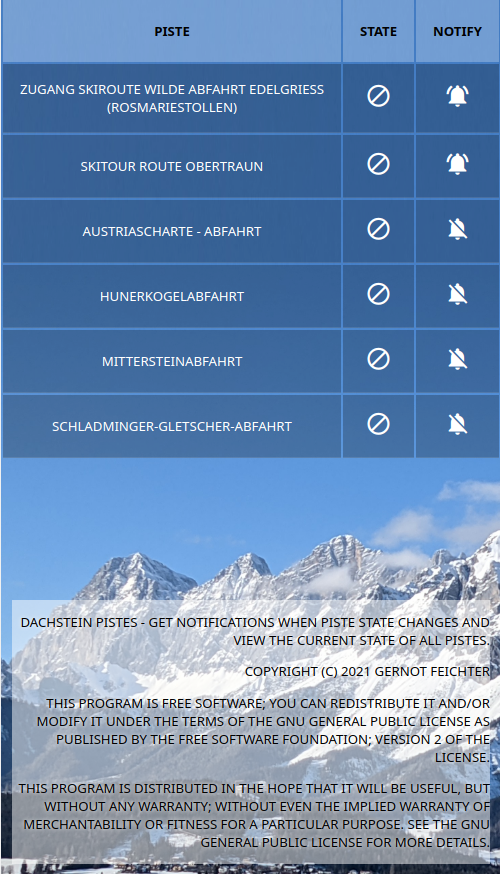 PISTE STATE NOTIFY
ZUGANG SKIROUTE WILDE ABFAHRT EDELGRIESS
(ROSMARIESTOLLEN)
SKITOUR ROUTE OBERTRAUN
AUSTRIASCHARTE - ABFAHRT
HUNERKOGELABFAHRT
MITTERSTEINABFAHRT
SCHLADMINGER-GLETSCHER-ABFAHRT
DACHSTEIN PISTES - GET NOTIFICATIONS WHEN PISTE STATE CHANGES AND
VIEW THE CURRENT STATE OF ALL PISTES.
COPYRIGHT (C) 2021 GERNOT FEICHTER
THIS PROGRAM IS FREE SOFTWARE; YOU CAN REDISTRIBUTE IT AND/OR
MODIFY IT UNDER THE TERMS OF THE GNU GENERAL PUBLIC LICENSE AS
PUBLISHED BY THE FREE SOFTWARE FOUNDATION; VERSION 2 OF THE
LICENSE.
THIS PROGRAM IS DISTRIBUTED IN THE HOPE THAT IT WILL BE USEFUL, BUT
WITHOUT ANY WARRANTY; WITHOUT EVEN THE IMPLIED WARRANTY OF
MERCHANTABILITY OR FITNESS FOR A PARTICULAR PURPOSE. SEE THE GNU
GENERAL PUBLIC LICENSE FOR MORE DETAILS.